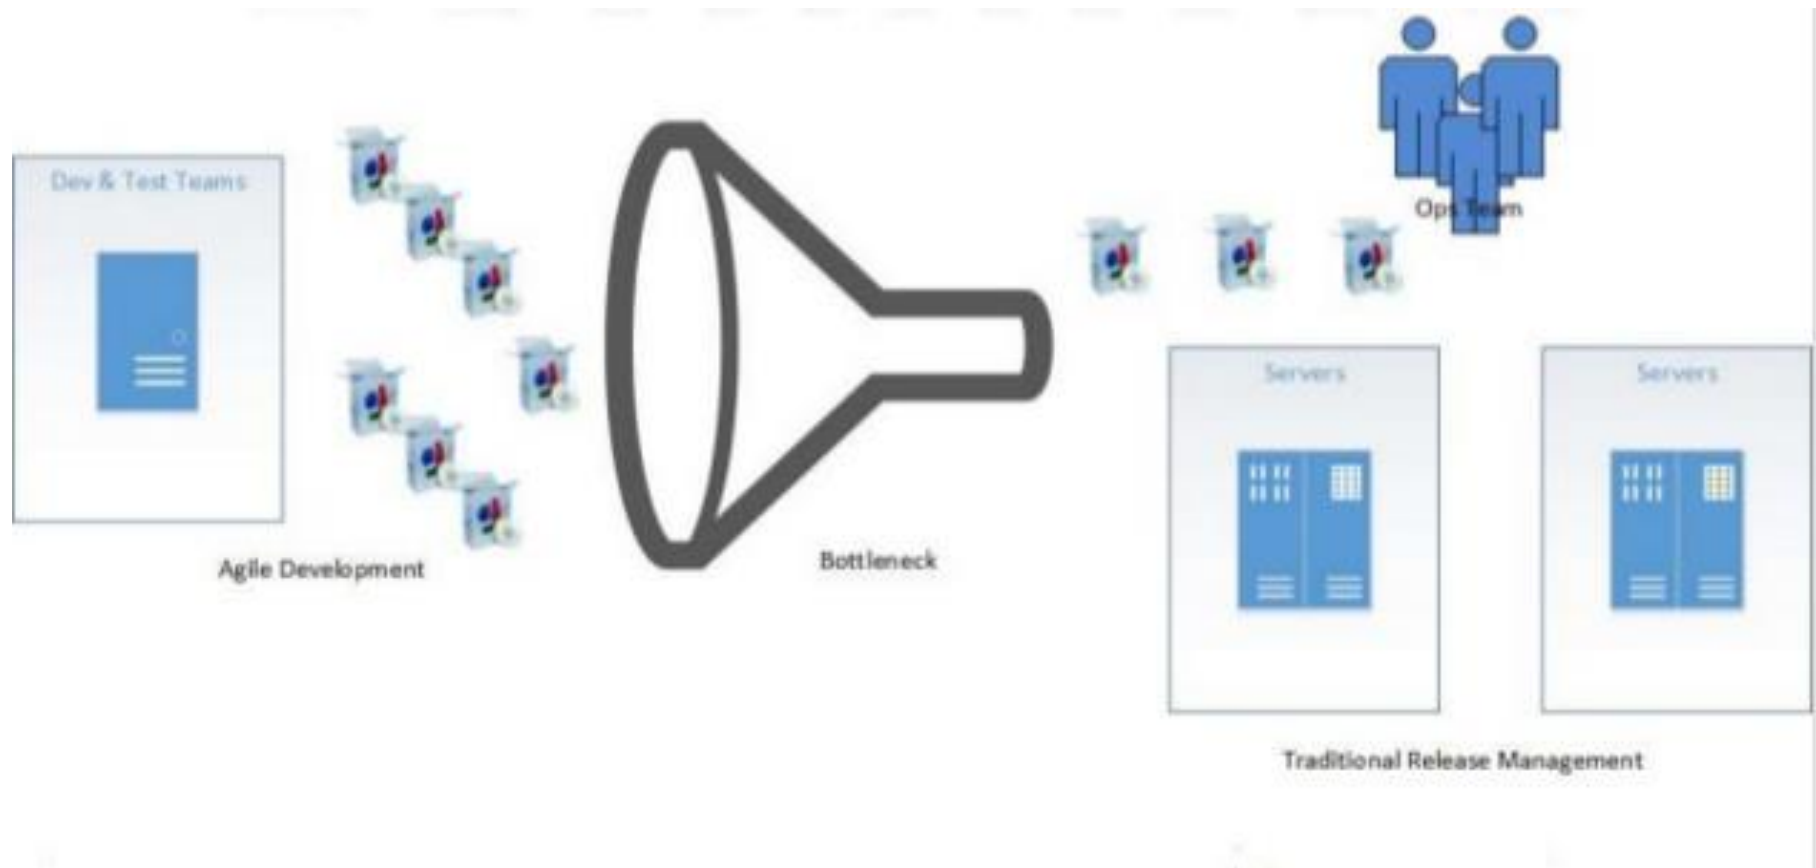 Dev & Test Teams
Ops Team
Servers
Servers
Agile Development
Bottleneck
Traditional Release Management